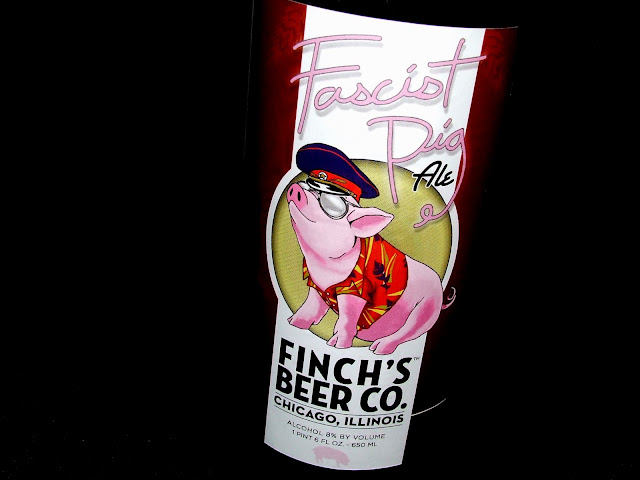 Fascist
Pig
Ale
FINCH'S™
BEER CO.
CHICAGO, ILLINOIS
ALCOHOL 8% BY VOLUME
1 PINT 6 FL OZ. - 650 ML